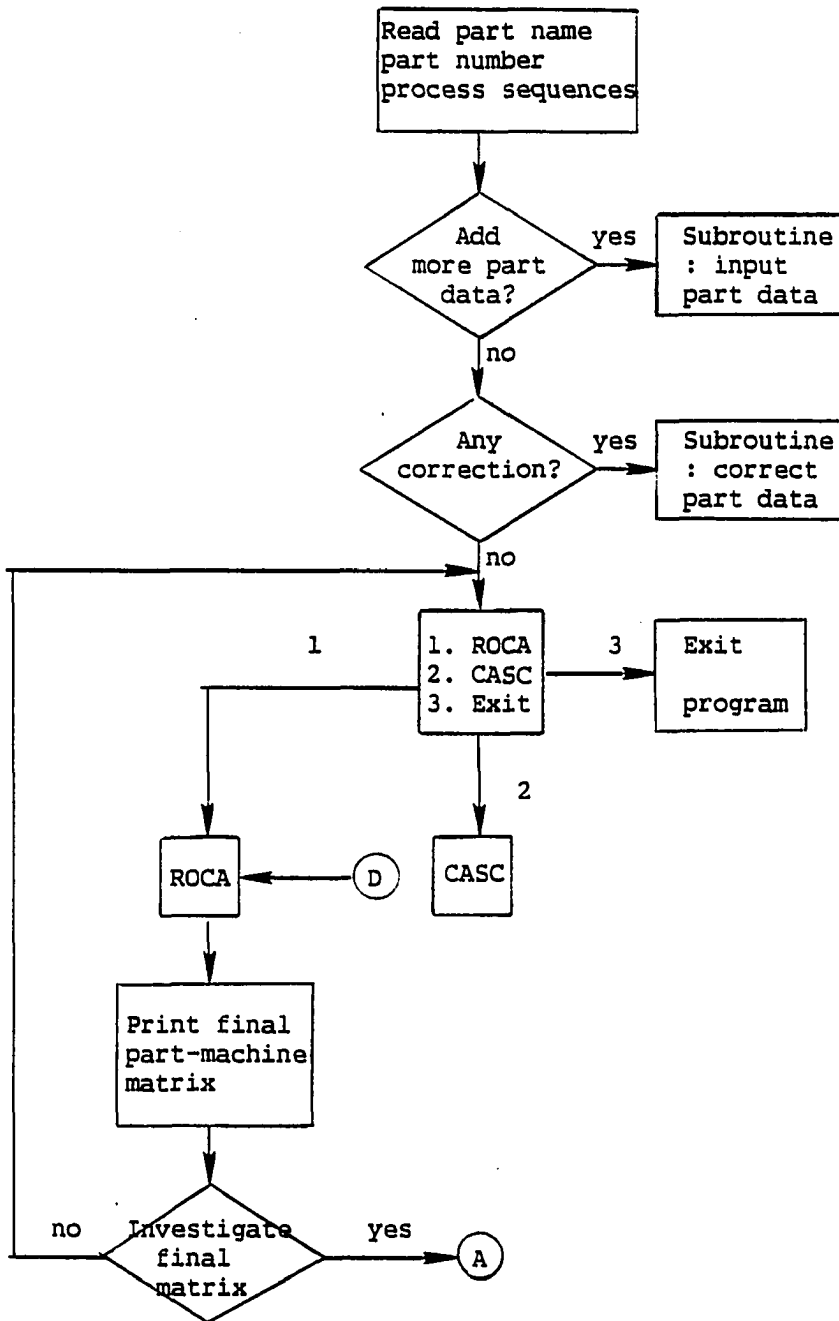 Read part name
part number
process sequences
Add
more part
data?
yes
Subroutine
: input
part data
no
Any
correction?
yes
Subroutine
: correct
part data
no
1
1. ROCA
2. CASC
3. Exit
3
Exit
program
2
ROCA
D
CASC
Print final
part-machine
matrix
no
Investigate
final
matrix
yes
A